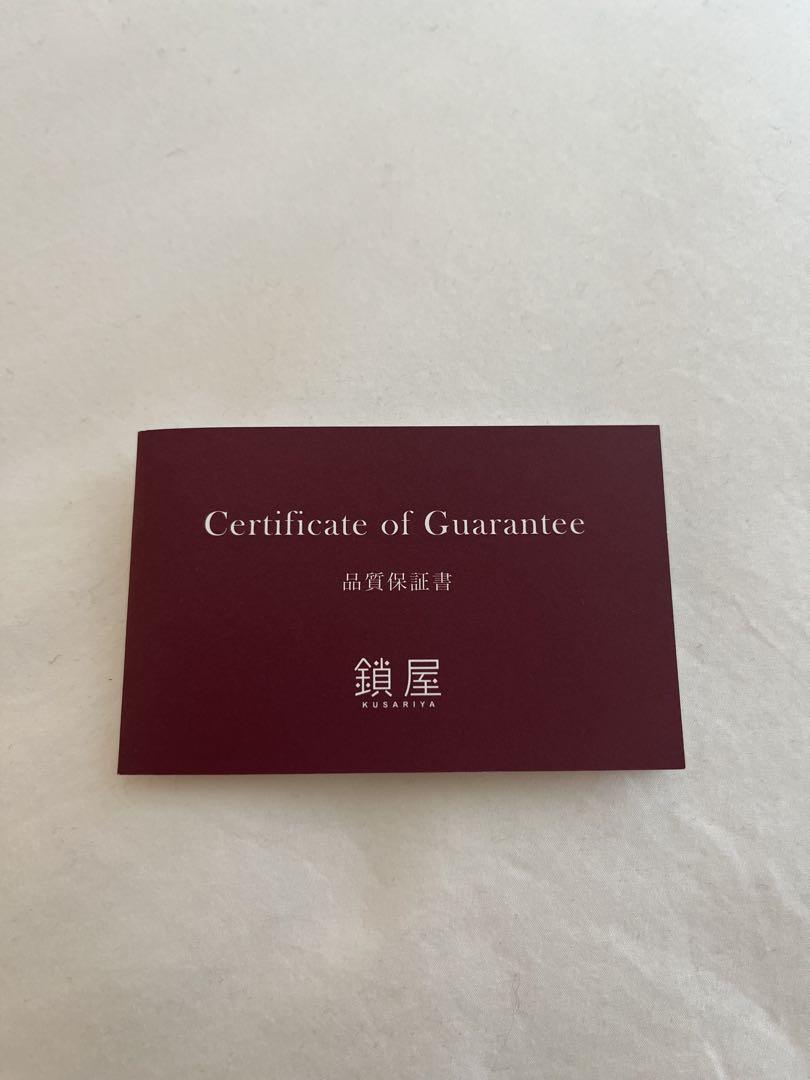 Certificate of Guarantee
品質保証書
鎖屋
KUSARIYA